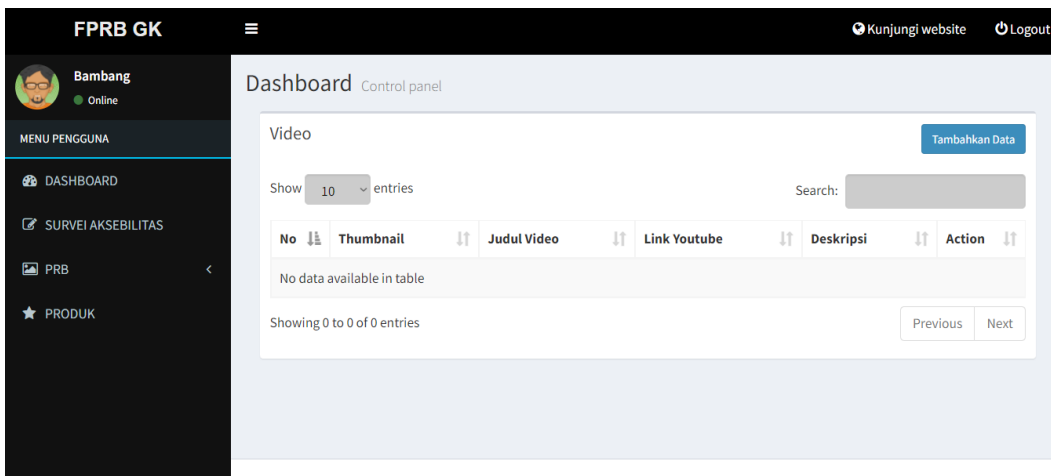 FPRB GK
Kunjungi website Logout
Bambang
Online
MENU PENGGUNA
DASHBOARD
SURVEI AKSEBILITAS
PRB
PRODUK
Dashboard Control panel
Video
Tambahkan Data
Show 10 entries Search:
No Thumbnail Judul Video Link Youtube Deskripsi Action
No data available in table
Showing 0 to 0 of 0 entries
Previous Next